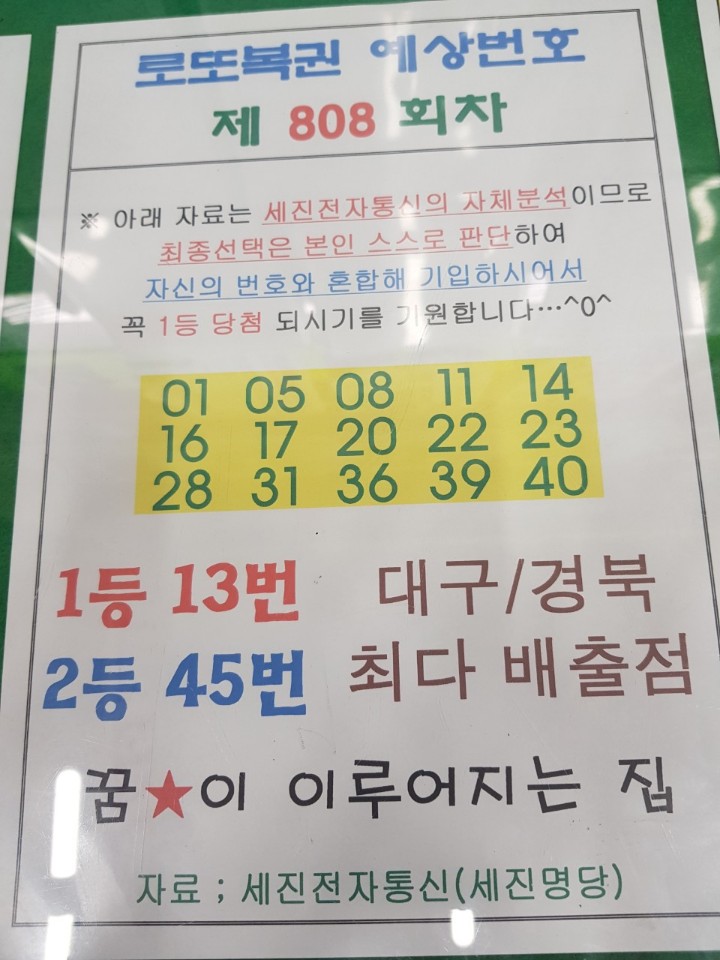 로또복권 예상번호
제 808 회차
※ 아래 자료는 세진전자통신의 자체분석이므로
최종선택은 본인 스스로 판단하여
자신의 번호와 혼합해 기입하시어서
꼭 1등 당첨 되시기를 기원합니다…^0^
01 05 08 11 14
16 17 20 22 23
28 31 36 39 40
1등 13번 대구/경북
2등 45번 최다 배출점
꿈★이 이루어지는 집
자료 ; 세진전자통신(세진명당)